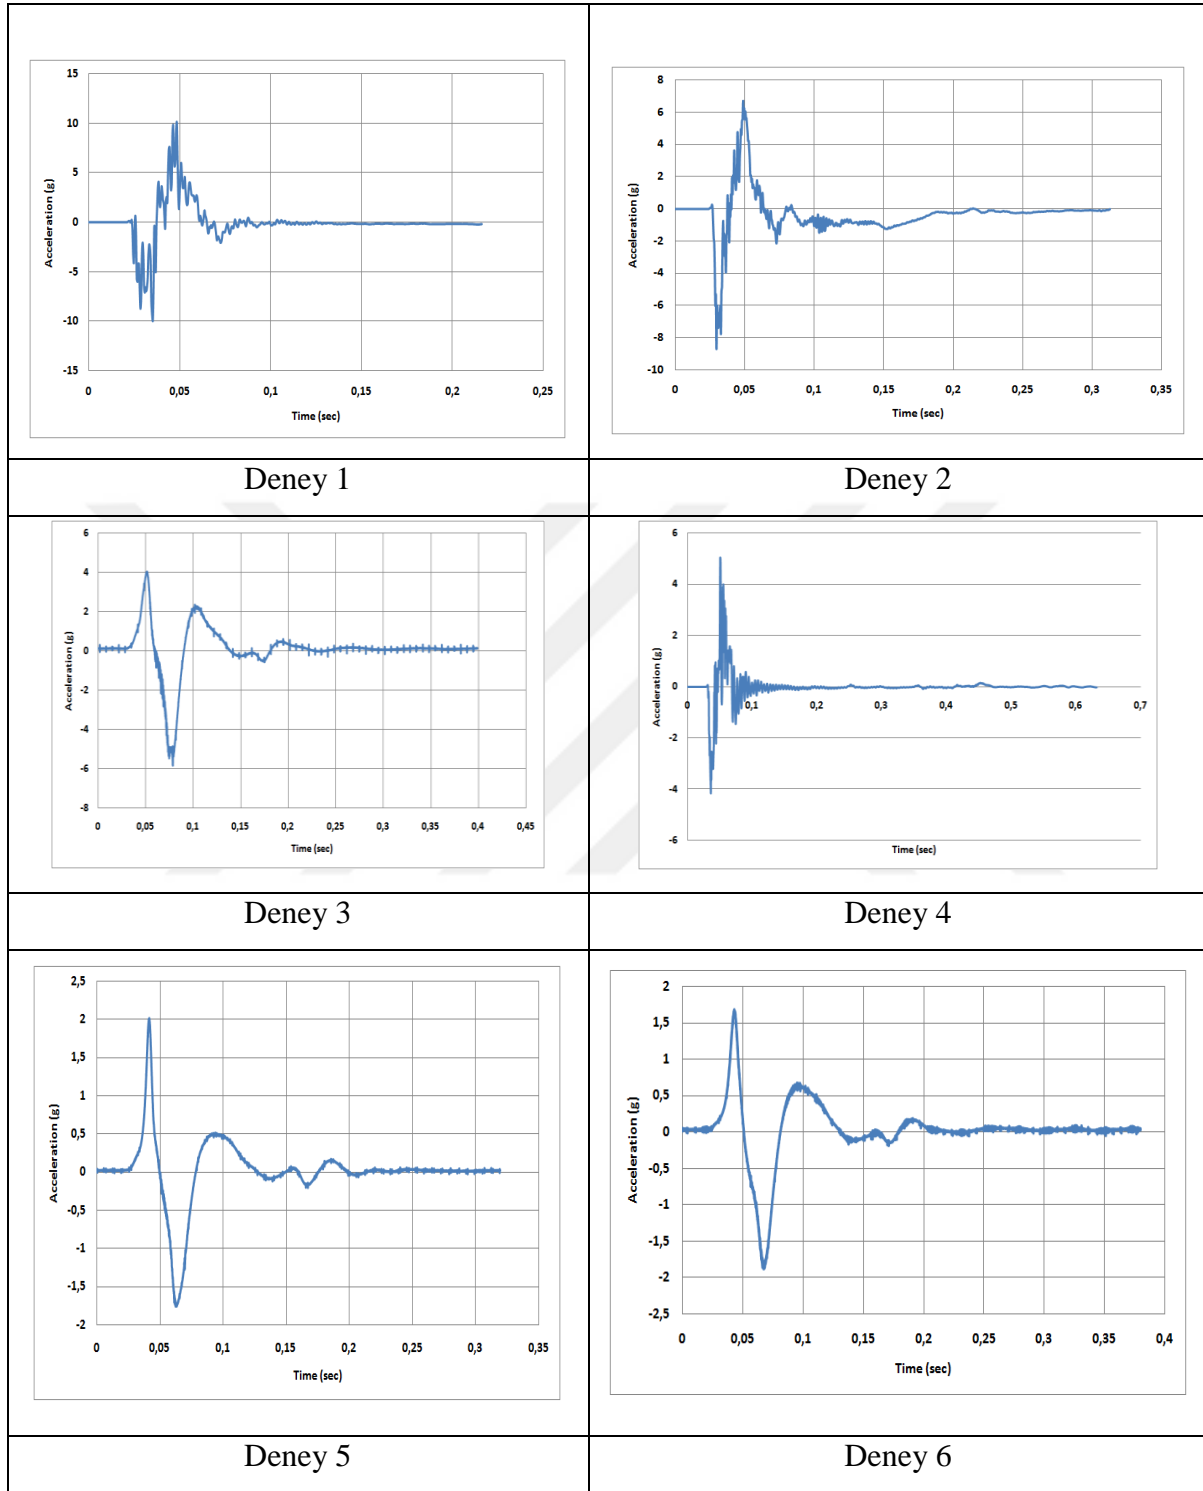 15
10
5
0
-5
-10
-15
Acceleration (g)
0 0,05 0,1 0,15 0,2 0,25
Time (sec)
8
6
4
2
0
-2
-4
-6
-8
-10
Acceleration (g)
0 0,05 0,1 0,15 0,2 0,25 0,3 0,35
Time (sec)
Deney 1
Deney 2
6
4
2
0
-2
-4
-6
-8
Acceleration (g)
0 0,05 0,1 0,15 0,2 0,25 0,3 0,35 0,4 0,45
Time (sec)
6
4
2
0
-2
-4
-6
Acceleration (g)
0 0,1 0,2 0,3 0,4 0,5 0,6 0,7
Time (sec)
Deney 3
Deney 4
2,5
2
1,5
1
0,5
0
-0,5
-1
-1,5
-2
Acceleration (g)
0 0,05 0,1 0,15 0,2 0,25 0,3 0,35
Time (sec)
2
1,5
1
0,5
0
-0,5
-1
-1,5
-2
-2,5
Acceleration (g)
0 0,05 0,1 0,15 0,2 0,25 0,3 0,35 0,4
Time (sec)
Deney 5
Deney 6